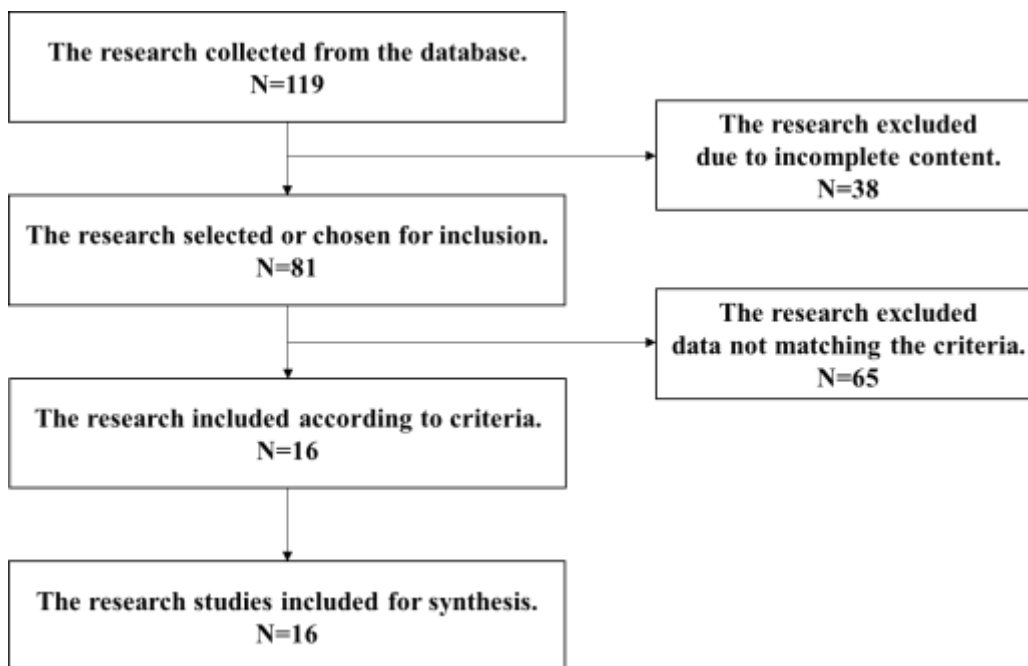 The research collected from the database.
N=119
The research excluded
due to incomplete content.
N=38
The research selected or chosen for inclusion.
N=81
The research excluded
data not matching the criteria.
N=65
The research included according to criteria.
N=16
The research studies included for synthesis.
N=16